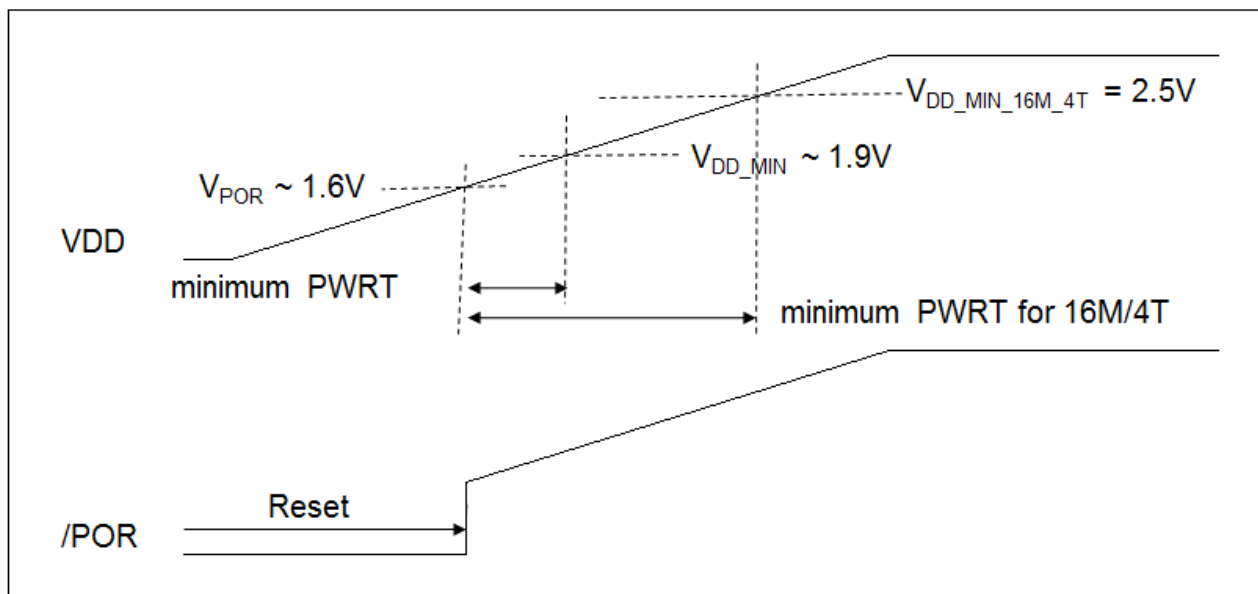 V_DD_MIN_16M_4T = 2.5V
V_DD_MIN ~ 1.9V
V_POR ~ 1.6V
VDD
minimum PWRT
minimum PWRT for 16M/4T
Reset
/POR